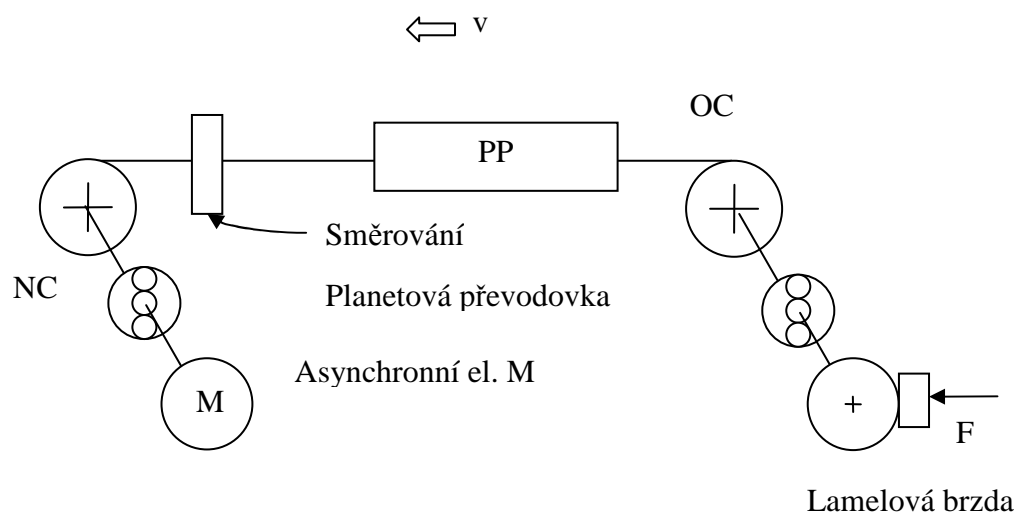 v
OC
PP
Směrování
NC
Planetová převodovka
Asynchronní el. M
M
F
Lamelová brzda